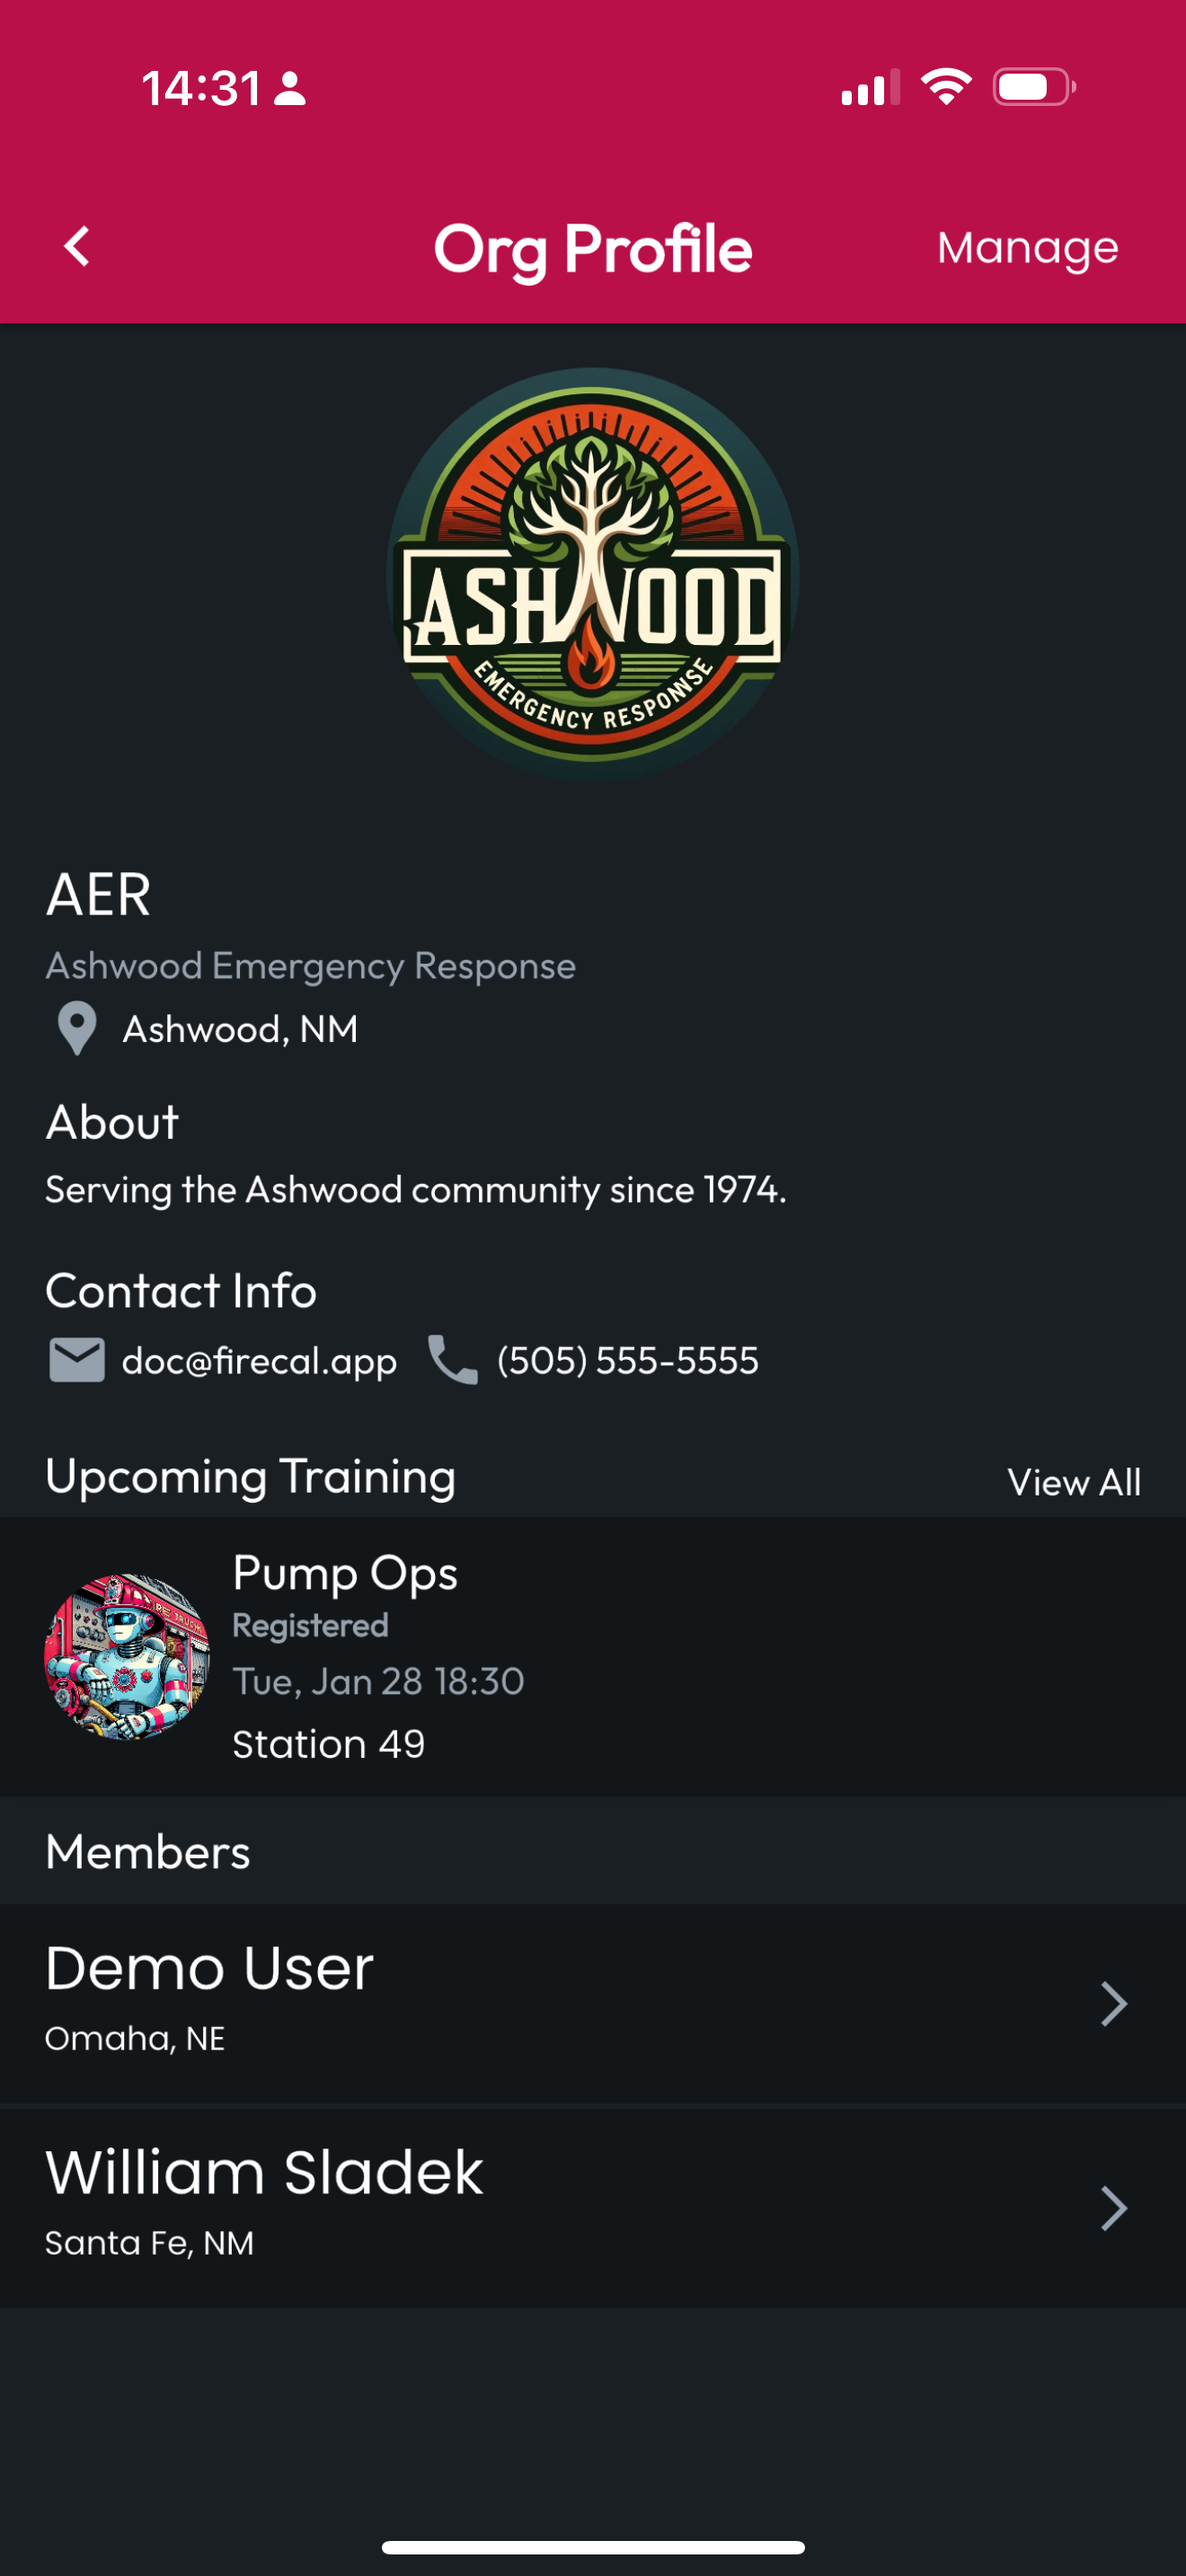 14:31
Org Profile
Manage
ASHWOOD
EMERGENCY RESPONSE
AER
Ashwood Emergency Response
Ashwood, NM
About
Serving the Ashwood community since 1974.
Contact Info
doc@firecal.app
(505) 555-5555
Upcoming Training
View All
Pump Ops
Registered
Tue, Jan 28 18:30
Station 49
Members
Demo User
Omaha, NE
William Sladek
Santa Fe, NM